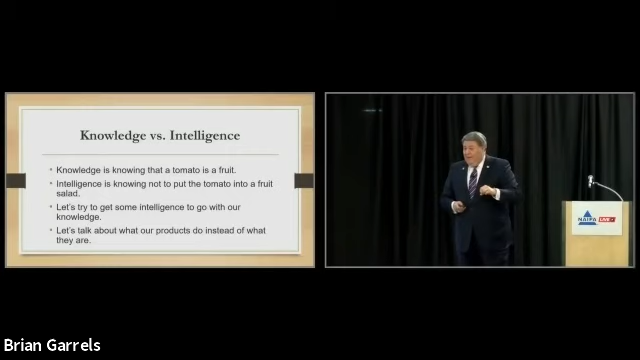 Knowledge vs. Intelligence
• Knowledge is knowing that a tomato is a fruit.
• Intelligence is knowing not to put the tomato into a fruit
salad.
• Let's try to get some intelligence to go with our
knowledge.
• Let's talk about what our products do instead of what
they are.
NAIFA LIVE
Brian Garrels